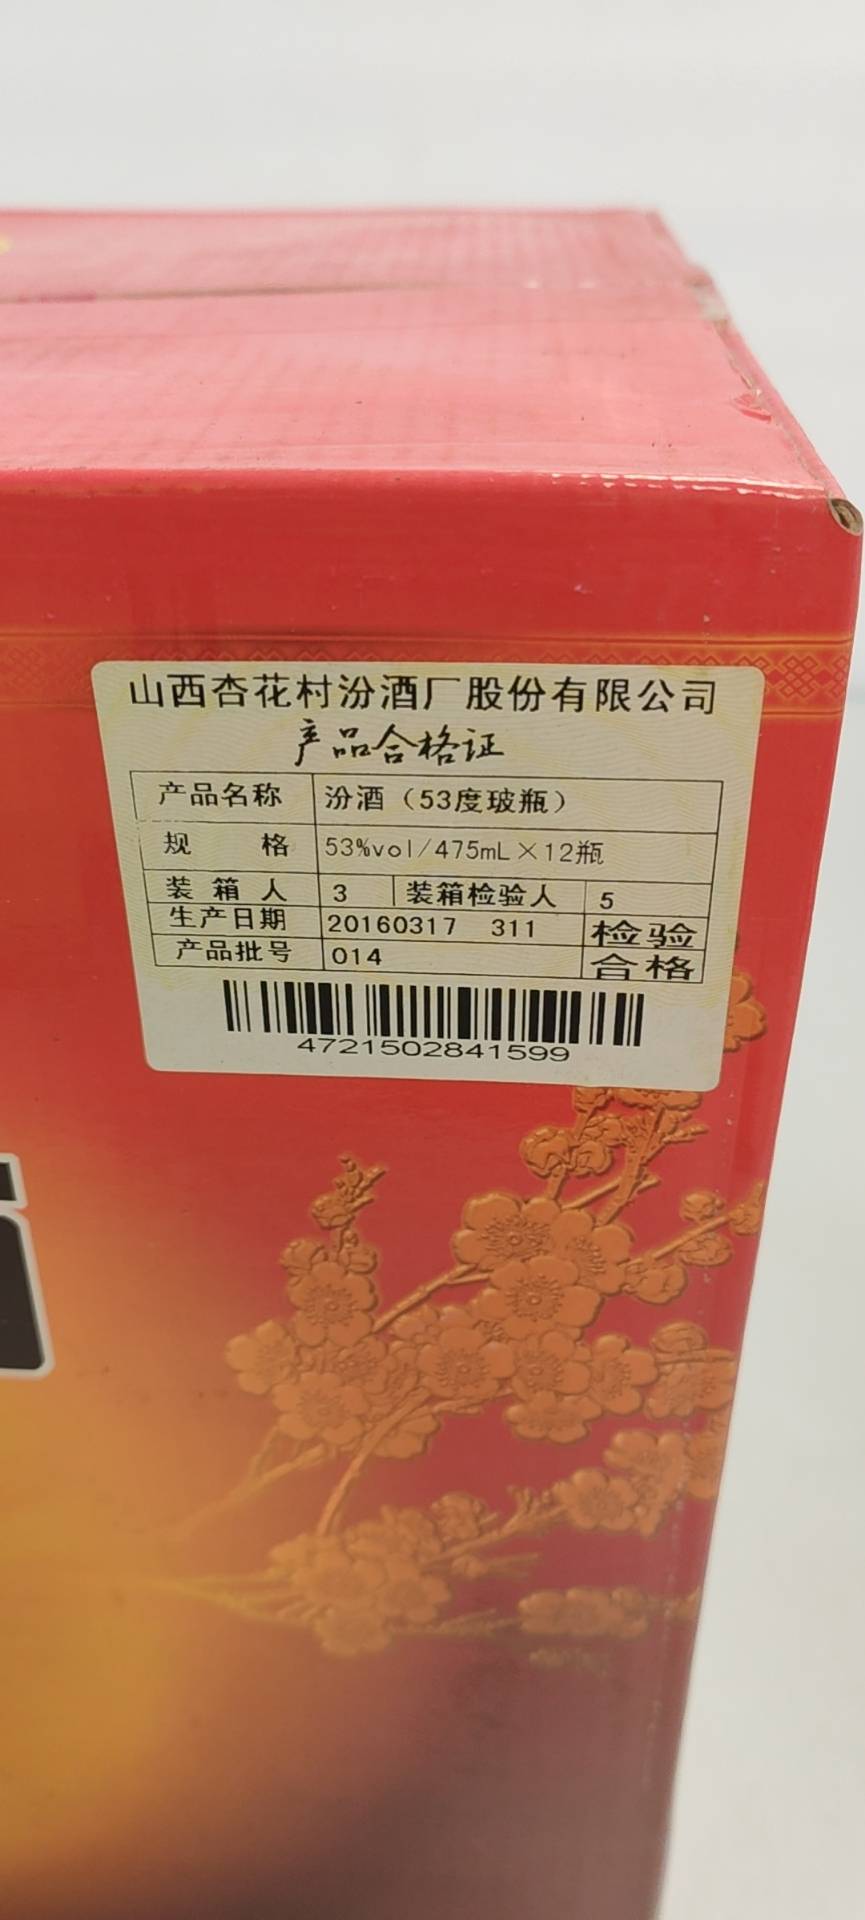 山西杏花村汾酒厂股份有限公司
产品合格证
产品名称 汾酒（53度玻瓶）
规 格 53%vol/475mL×12瓶
装 箱 人 3 装箱检验人 5
生产日期 20160317 311 检验
产品批号 014 合格
4721502841599